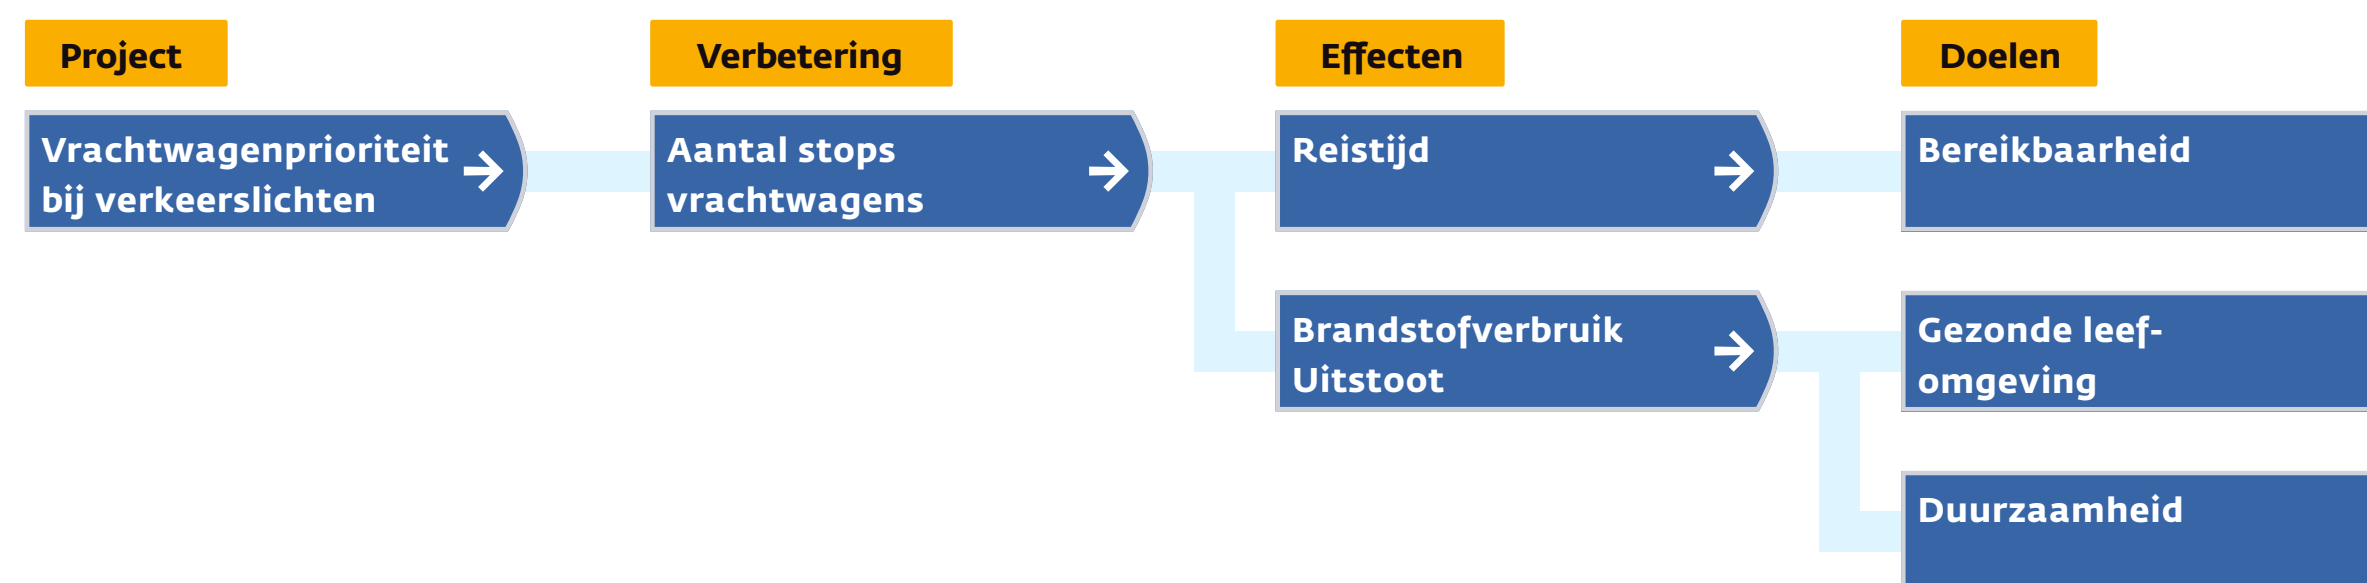 Project
Verbetering
Effecten
Doelen
Vrachtwagenprioriteit
bij verkeerslichten
Aantal stops
vrachtwagens
Reistijd
Bereikbaarheid
Brandstofverbruik
Uitstoot
Gezonde leef-
omgeving
Duurzaamheid